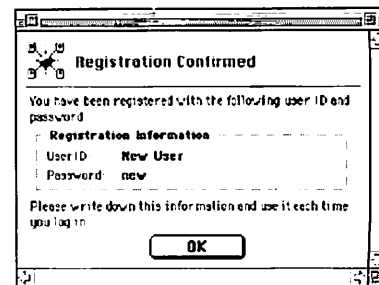 Registration Confirmed
You have been registered with the following user ID and
password
Registration Information
User ID: New User
Password: new
Please write down this information and use it each time
you log in
OK